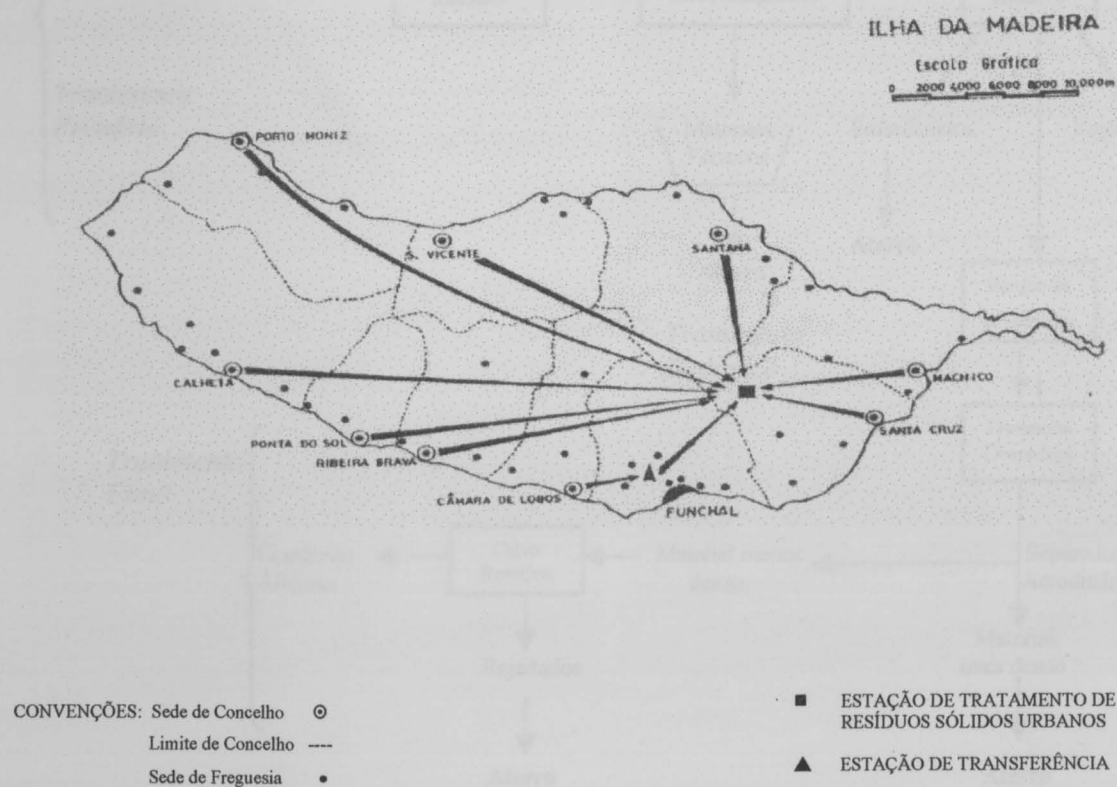 ILHA DA MADEIRA
Escala Gráfica
0 2000 4000 6000 8000 10,000m
PORTO MONIZ
S. VICENTE
SANTANA
CALHETA
MACHICO
PONTA DO SOL
SANTA CRUZ
RIBEIRA BRAVA
CÂMARA DE LOBOS
FUNCHAL
CONVENÇÕES: Sede de Concelho
Limite de Concelho ----
Sede de Freguesia
ESTAÇÃO DE TRATAMENTO DE
RESÍDUOS SÓLIDOS URBANOS
ESTAÇÃO DE TRANSFERÊNCIA